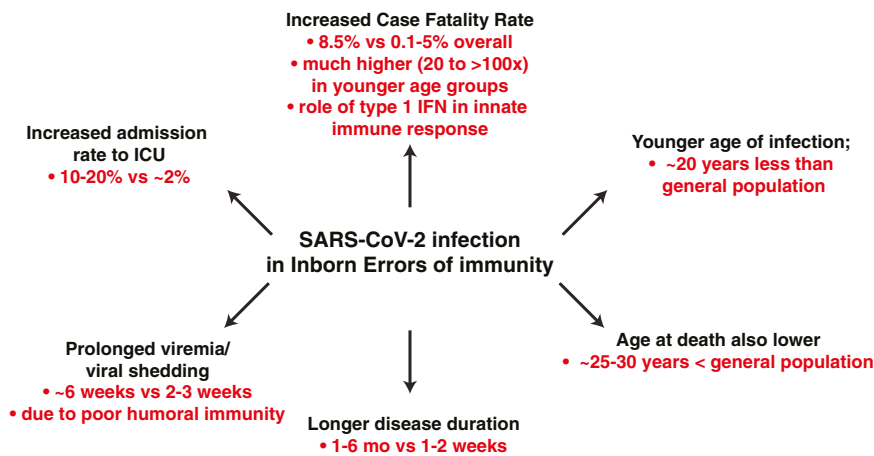 Increased Case Fatality Rate
• 8.5% vs 0.1-5% overall
• much higher (20 to >100x)
in younger age groups
• role of type 1 IFN in innate
immune response
Increased admission
rate to ICU
• 10-20% vs ~2%
Younger age of infection;
• ~20 years less than
general population
SARS-CoV-2 infection
in Inborn Errors of immunity
Prolonged viremia/
viral shedding
• ~6 weeks vs 2-3 weeks
• due to poor humoral immunity
Age at death also lower
• ~25-30 years < general population
Longer disease duration
• 1-6 mo vs 1-2 weeks